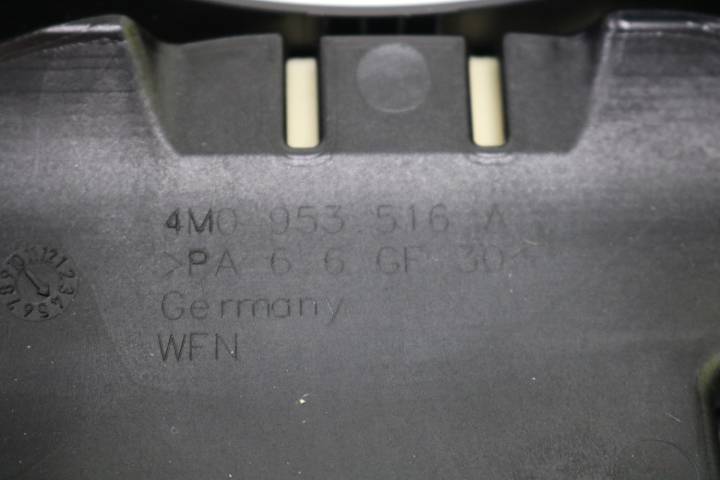 4M0 953 516 A
>PA 6.6 GF 30<
Germany
WFN